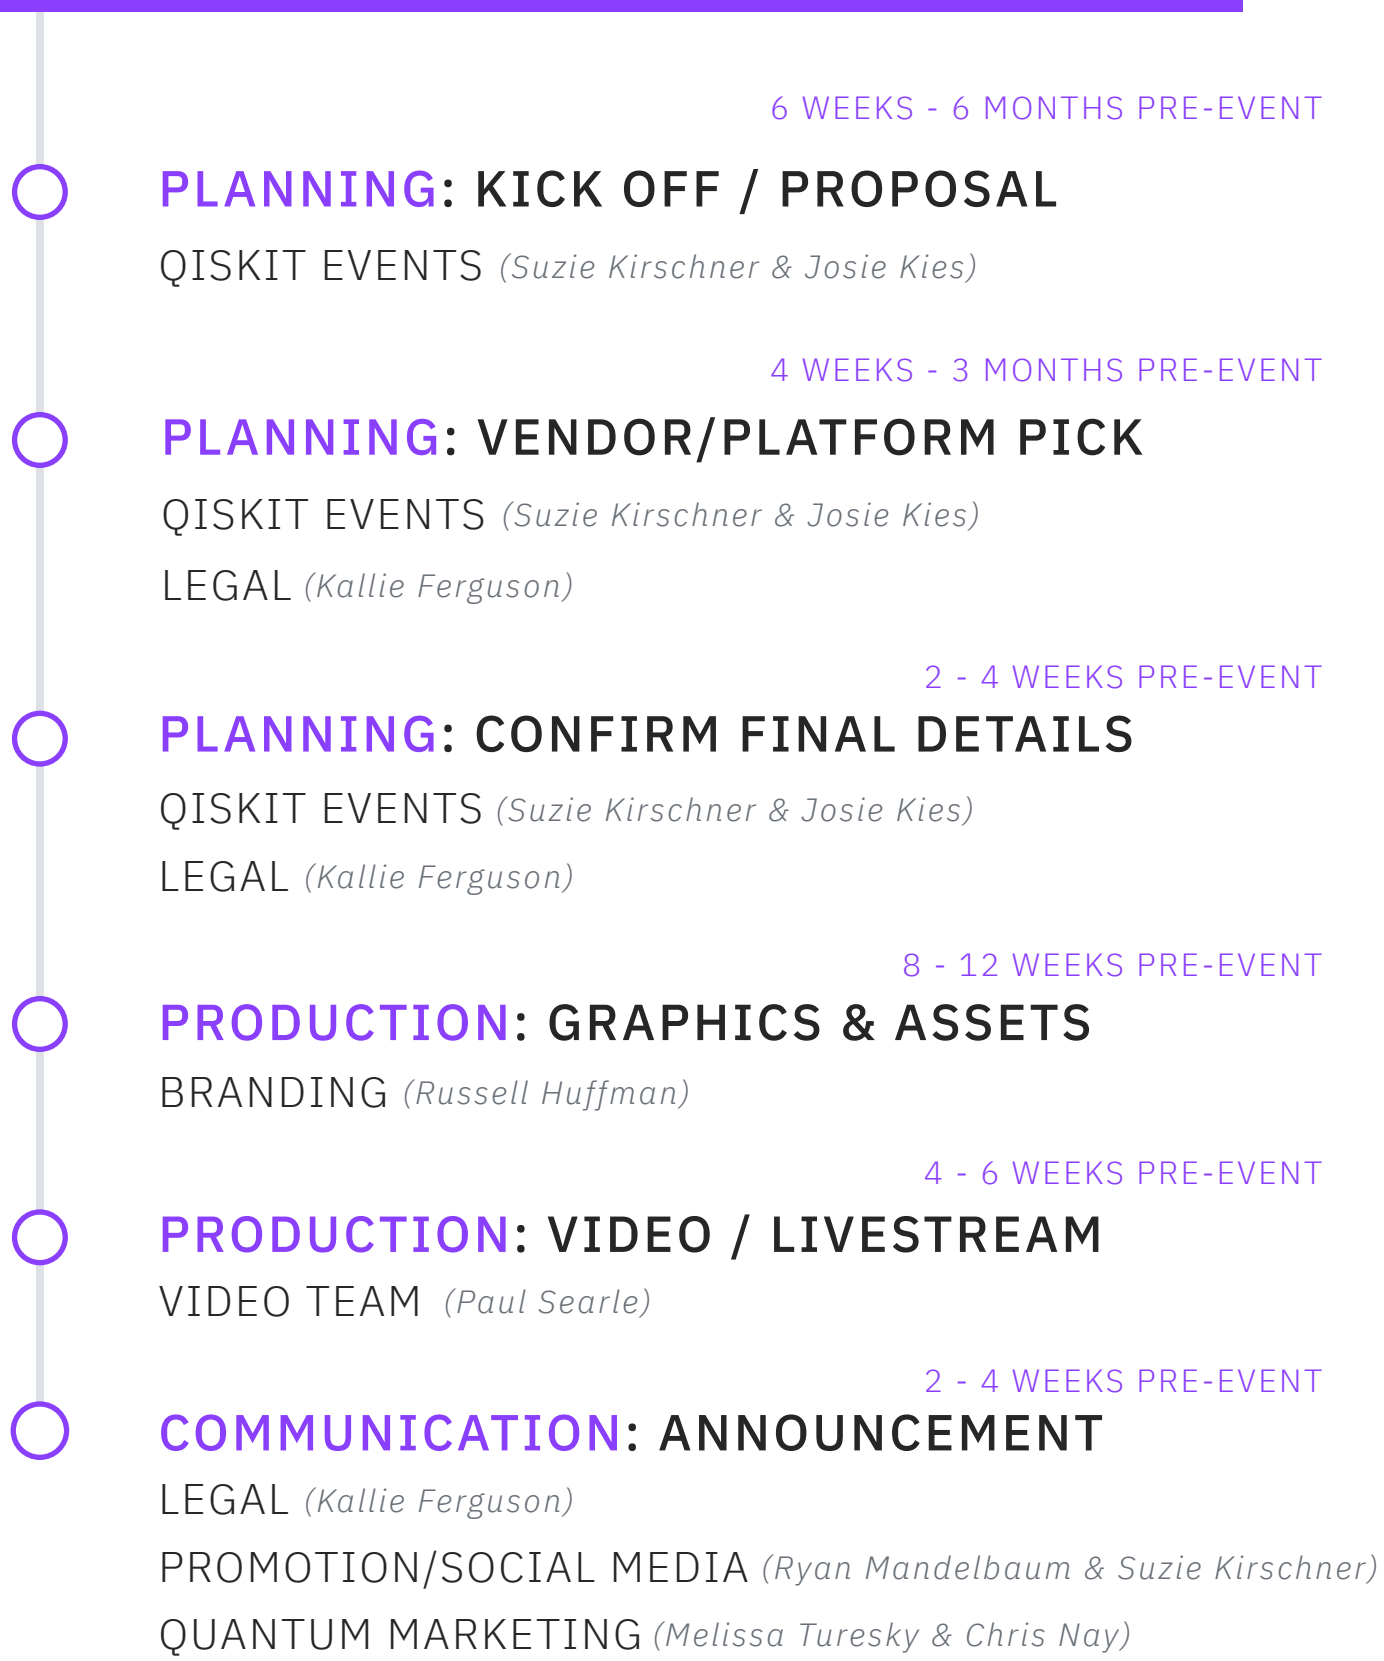 6 WEEKS - 6 MONTHS PRE-EVENT
PLANNING: KICK OFF / PROPOSAL
QISKIT EVENTS (Suzie Kirschner & Josie Kies)
4 WEEKS - 3 MONTHS PRE-EVENT
PLANNING: VENDOR/PLATFORM PICK
QISKIT EVENTS (Suzie Kirschner & Josie Kies)
LEGAL (Kallie Ferguson)
2 - 4 WEEKS PRE-EVENT
PLANNING: CONFIRM FINAL DETAILS
QISKIT EVENTS (Suzie Kirschner & Josie Kies)
LEGAL (Kallie Ferguson)
8 - 12 WEEKS PRE-EVENT
PRODUCTION: GRAPHICS & ASSETS
BRANDING (Russell Huffman)
4 - 6 WEEKS PRE-EVENT
PRODUCTION: VIDEO / LIVESTREAM
VIDEO TEAM (Paul Searle)
2 - 4 WEEKS PRE-EVENT
COMMUNICATION: ANNOUNCEMENT
LEGAL (Kallie Ferguson)
PROMOTION/SOCIAL MEDIA (Ryan Mandelbaum & Suzie Kirschner)
QUANTUM MARKETING (Melissa Turesky & Chris Nay)